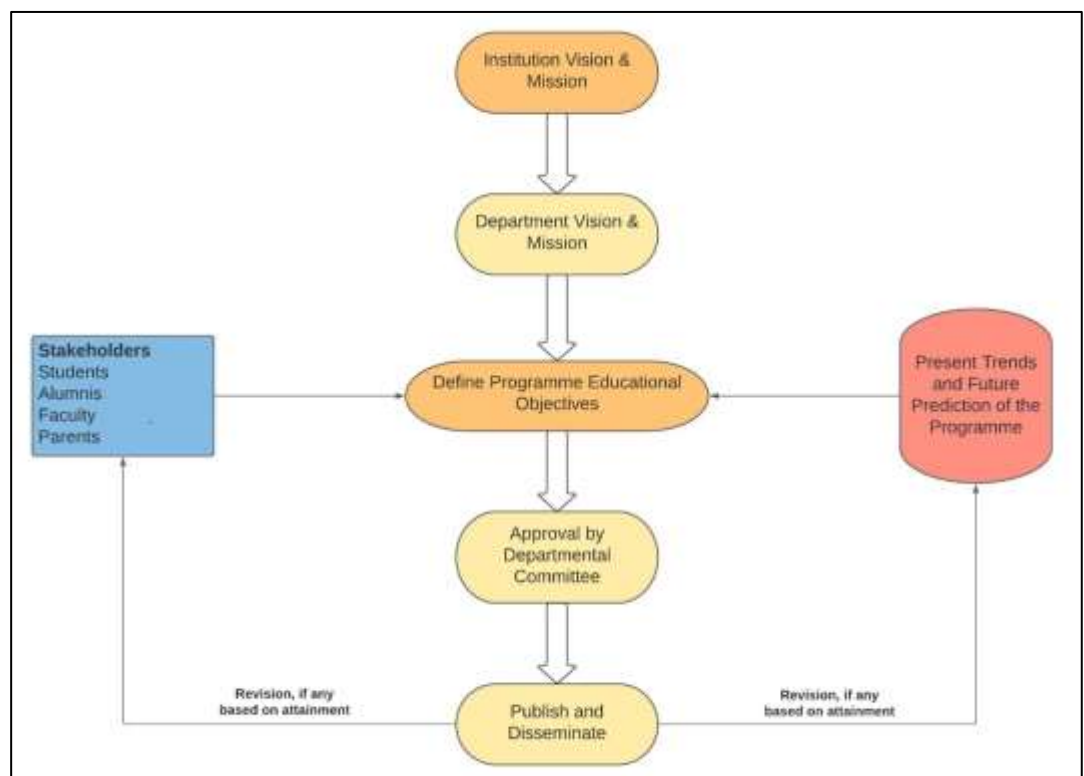 Institution Vision &
Mission
Department Vision &
Mission
Stakeholders
Students
Alumnis
Faculty
Parents
Define Programme Educational
Objectives
Present Trends
and Future
Prediction of the
Programme
Approval by
Departmental
Committee
Revision, if any
based on attainment
Publish and
Disseminate
Revision, if any
based on attainment